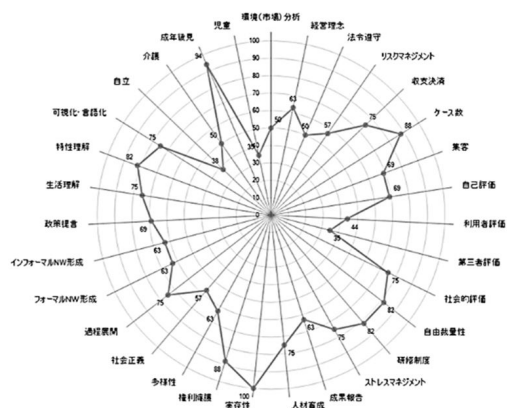 環境(市場)分析
経営理念
法令遵守
リスクマネジメント
収支決済
ケース数
集客
自己評価
利用者評価
第三者評価
社会的評価
自由裁量性
研修制度
ストレスマネジメント
成果報告
人材育成
実存性
権利擁護
多様性
社会正義
過程展開
フォーマルNW形成
インフォーマルNW形成
政策提言
生活理解
特性理解
可視化・言語化
自立
介護
成年後見
児童
100
90
80
70
60
50
40
30
20
10
0
50
63
50
57
75
88
69
69
44
35
75
82
82
75
63
75
100
88
63
57
75
63
63
69
75
82
75
38
50
94
35